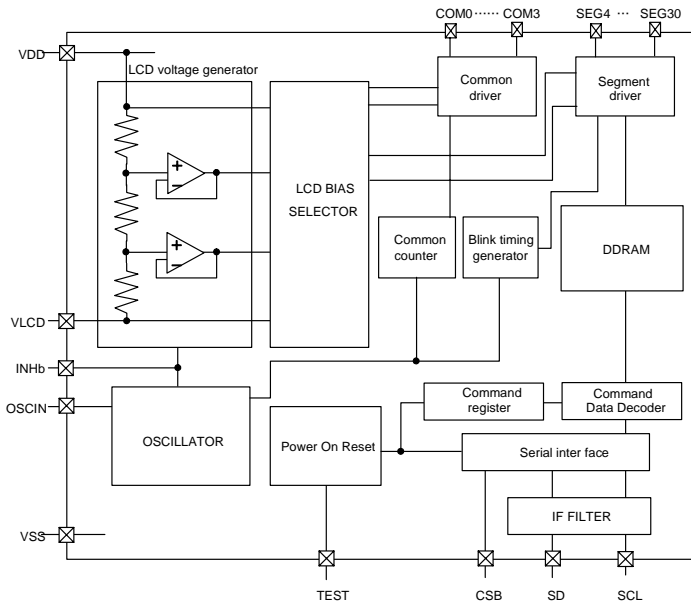 COM0 ······ COM3
SEG4 ··· SEG30
VDD
LCD voltage generator
Common
driver
Segment
driver
+
−
LCD BIAS
SELECTOR
+
−
Common
counter
Blink timing
generator
DDRAM
VLCD
INHb
OSCIN
OSCILLATOR
Command
register
Command
Data Decoder
Power On Reset
Serial inter face
IF FILTER
VSS
TEST
CSB
SD
SCL